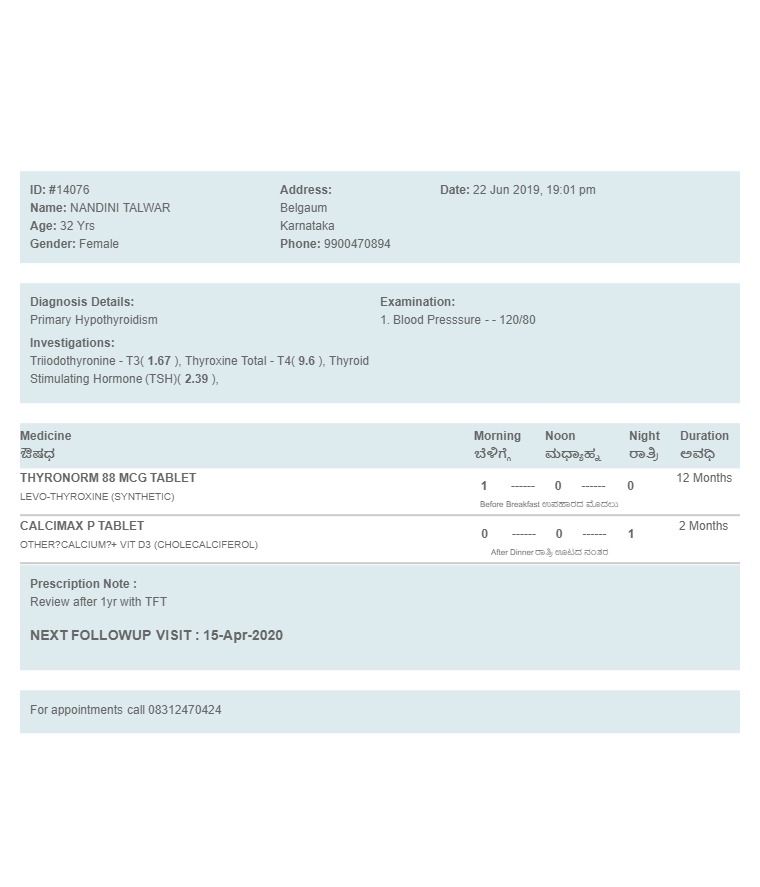 ID: #14076
Name: NANDINI TALWAR
Age: 32 Yrs
Gender: Female
Address:
Belgaum
Karnataka
Phone: 9900470894
Date: 22 Jun 2019, 19:01 pm
Diagnosis Details:
Primary Hypothyroidism
Examination:
1. Blood Presssure - - 120/80
Investigations:
Triiodothyronine - T3( 1.67 ), Thyroxine Total - T4( 9.6 ), Thyroid
Stimulating Hormone (TSH)( 2.39 ),
Medicine Morning Noon Night Duration
ಔಷಧ ಬೆಳಿಗ್ಗೆ ಮಧ್ಯಾಹ್ನ ರಾತ್ರಿ ಅವಧಿ
THYRONORM 88 MCG TABLET 12 Months
1 ------ 0 ------ 0
LEVO-THYROXINE (SYNTHETIC)
Before Breakfast ಉಪಹಾರದ ಮೊದಲು
CALCIMAX P TABLET 2 Months
0 ------ 0 ------ 1
OTHER?CALCIUM?+ VIT D3 (CHOLECALCIFEROL)
After Dinner ರಾತ್ರಿ ಊಟದ ನಂತರ
Prescription Note :
Review after 1yr with TFT
NEXT FOLLOWUP VISIT : 15-Apr-2020
For appointments call 08312470424